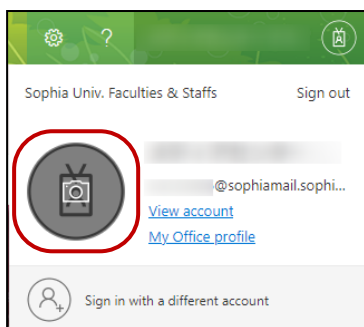 ?
Sophia Univ. Faculties & Staffs Sign out
@sophiamail.sophi...
View account
My Office profile
Sign in with a different account